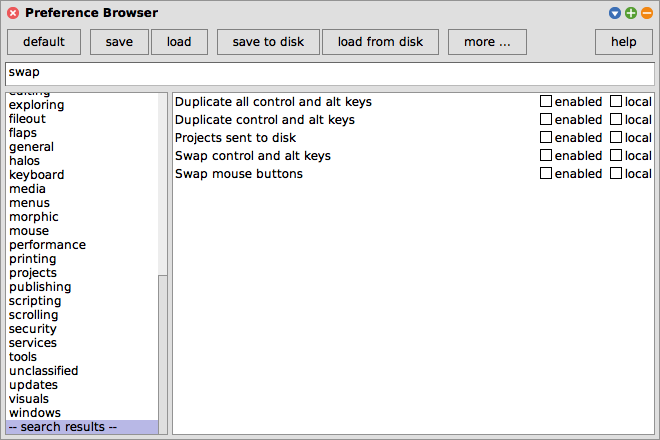 Preference Browser
default save load save to disk load from disk more ... help
swap
editing
exploring
fileout
flaps
general
halos
keyboard
media
menus
morphic
mouse
performance
printing
projects
publishing
scripting
scrolling
security
services
tools
unclassified
updates
visuals
windows
-- search results --
Duplicate all control and alt keys enabled local
Duplicate control and alt keys enabled local
Projects sent to disk enabled local
Swap control and alt keys enabled local
Swap mouse buttons enabled local